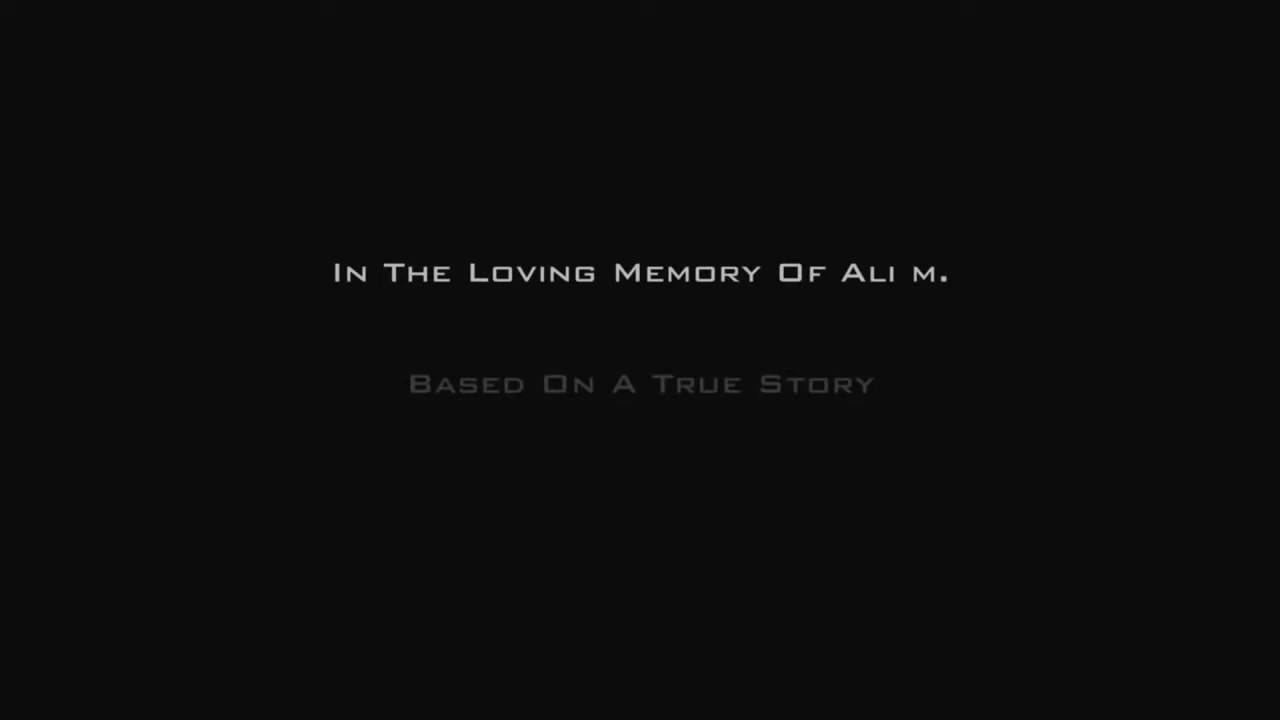 In The Loving Memory Of Ali m.
Based On A True Story